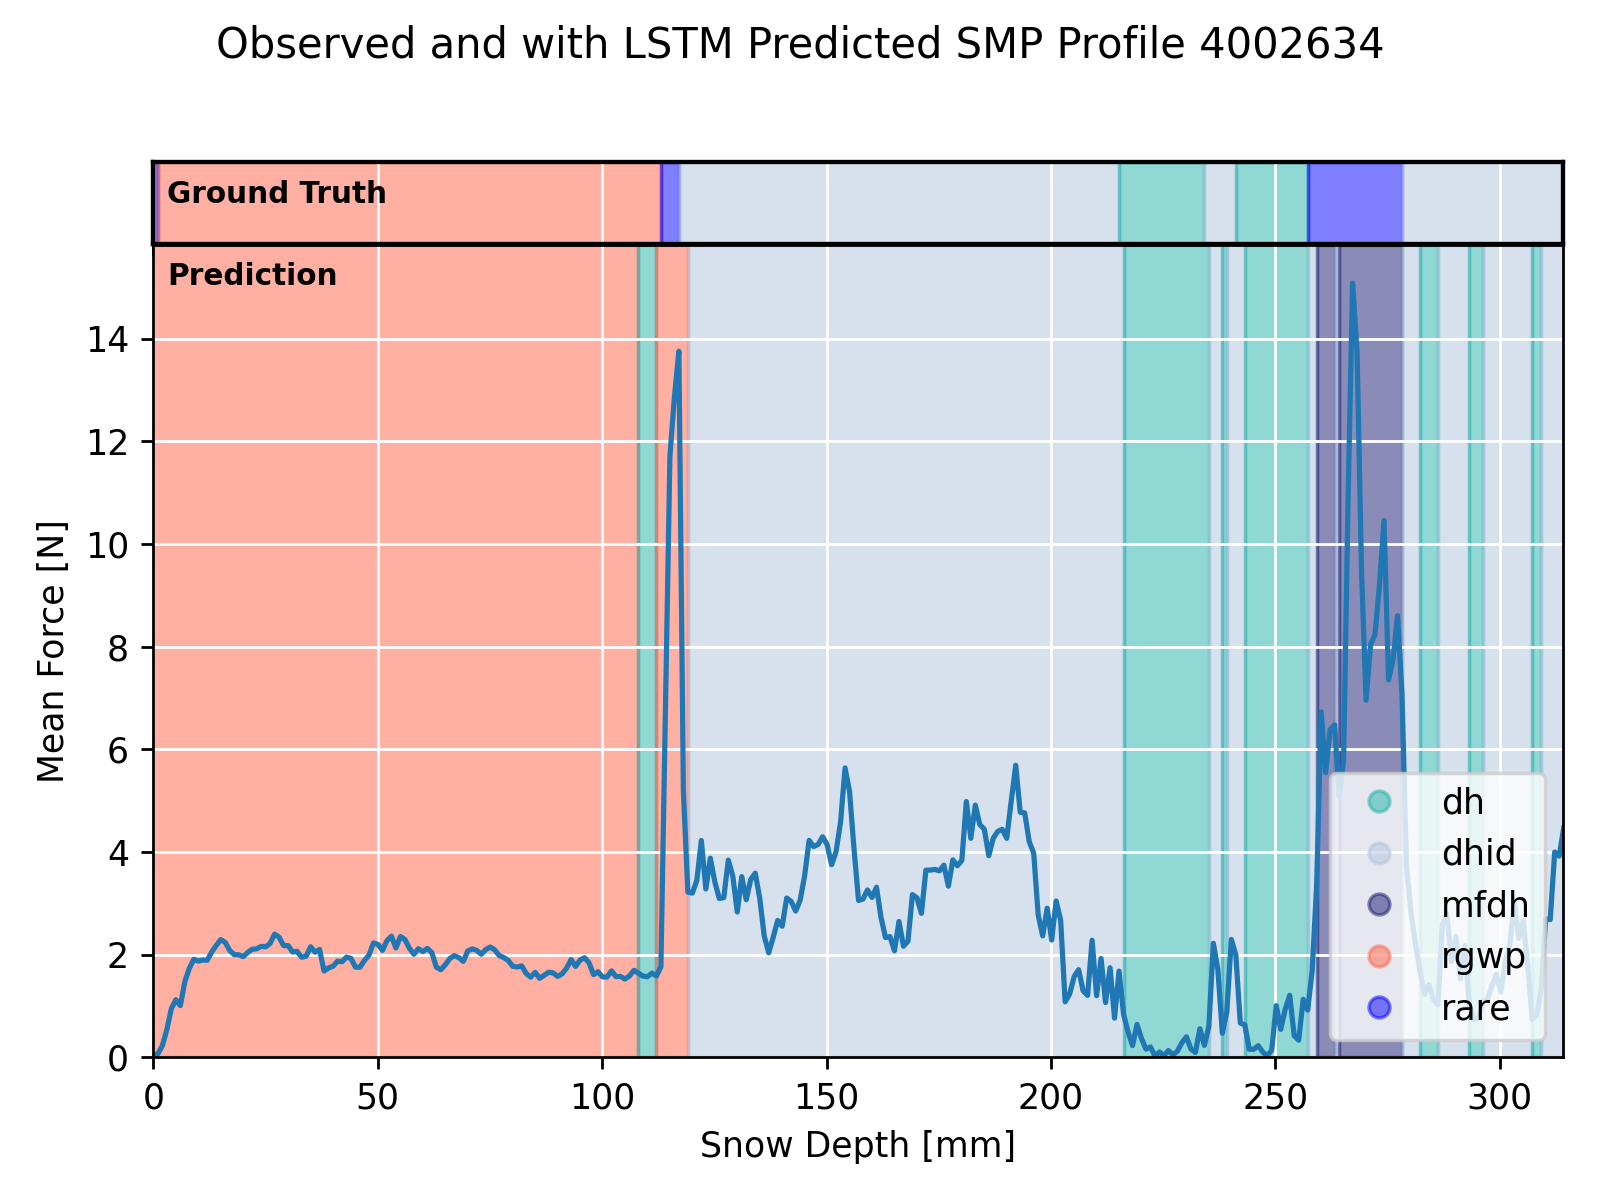 Observed and with LSTM Predicted SMP Profile 4002634
Ground Truth
Prediction
14
12
10
8
6
4
2
0
Mean Force [N]
dh
dhid
mfdh
rgwp
rare
0 50 100 150 200 250 300
Snow Depth [mm]